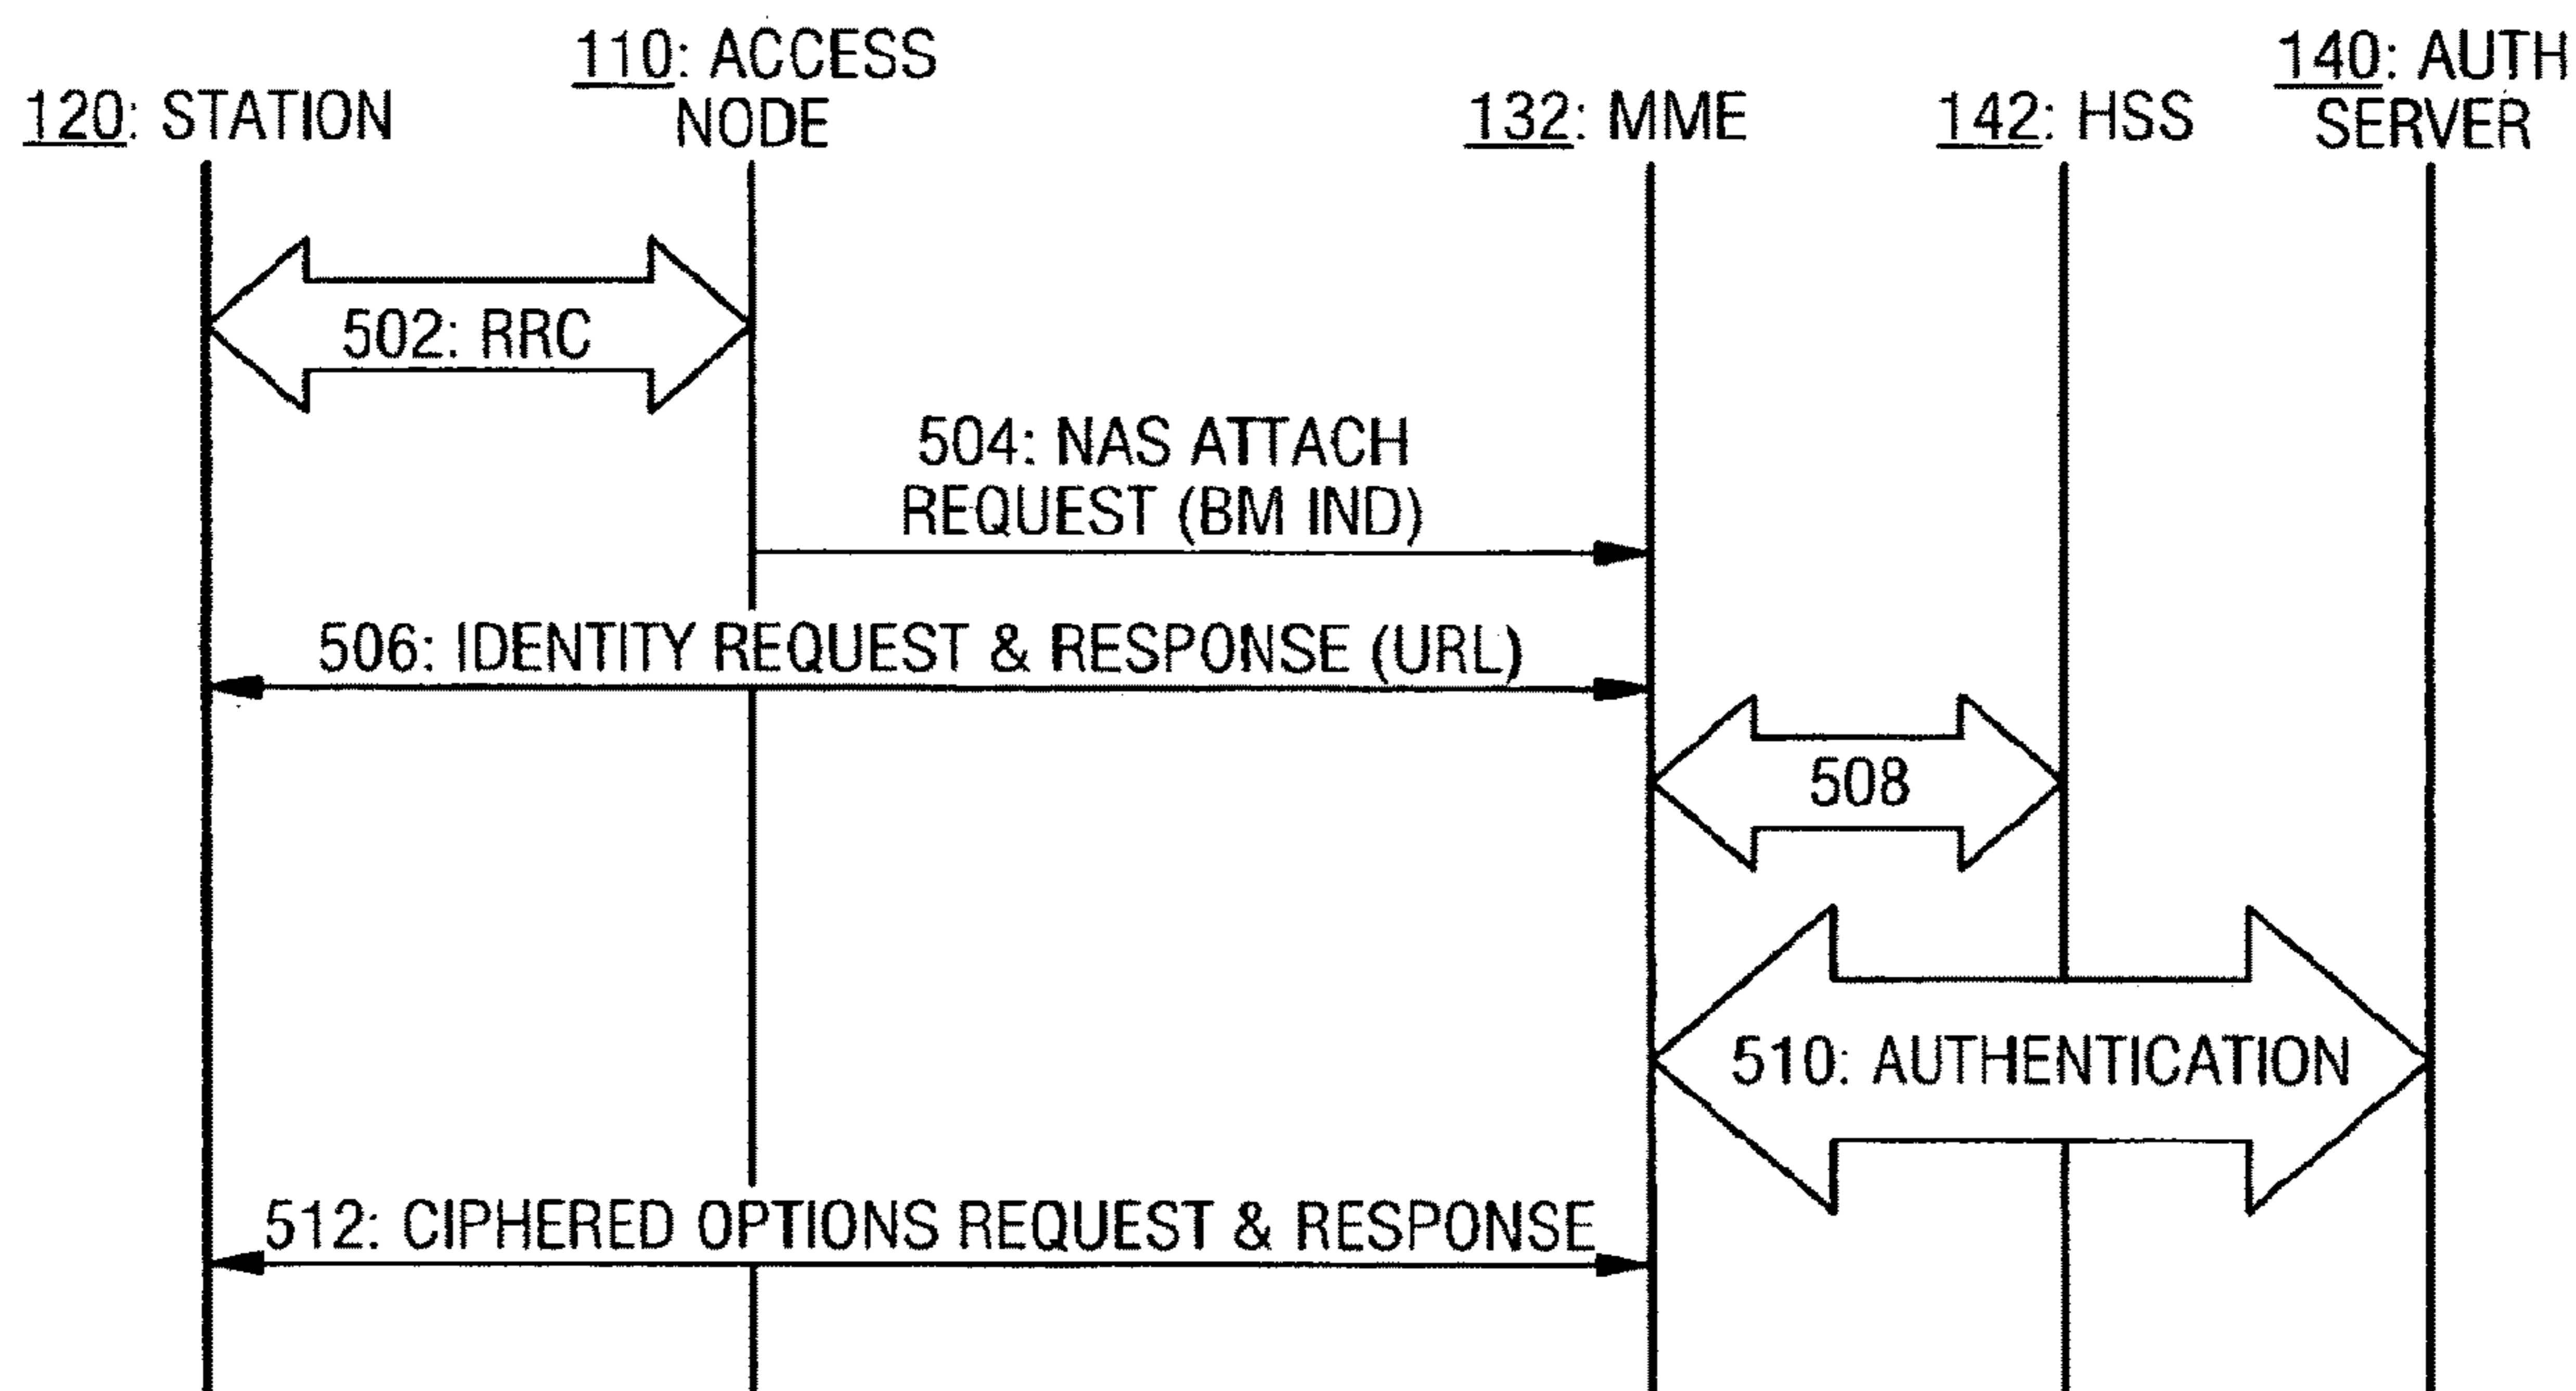 120: STATION
110: ACCESS
NODE
132: MME
142: HSS
140: AUTH
SERVER
502: RRC
504: NAS ATTACH
REQUEST (BM IND)
506: IDENTITY REQUEST & RESPONSE (URL)
508
510: AUTHENTICATION
512: CIPHERED OPTIONS REQUEST & RESPONSE